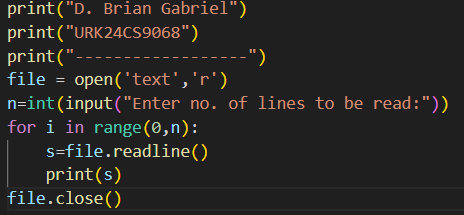 print("D. Brian Gabriel")
print("URK24CS9068")
print("------------------")
file = open('text','r')
n=int(input("Enter no. of lines to be read:"))
for i in range(0,n):
    s=file.readline()
    print(s)
file.close()